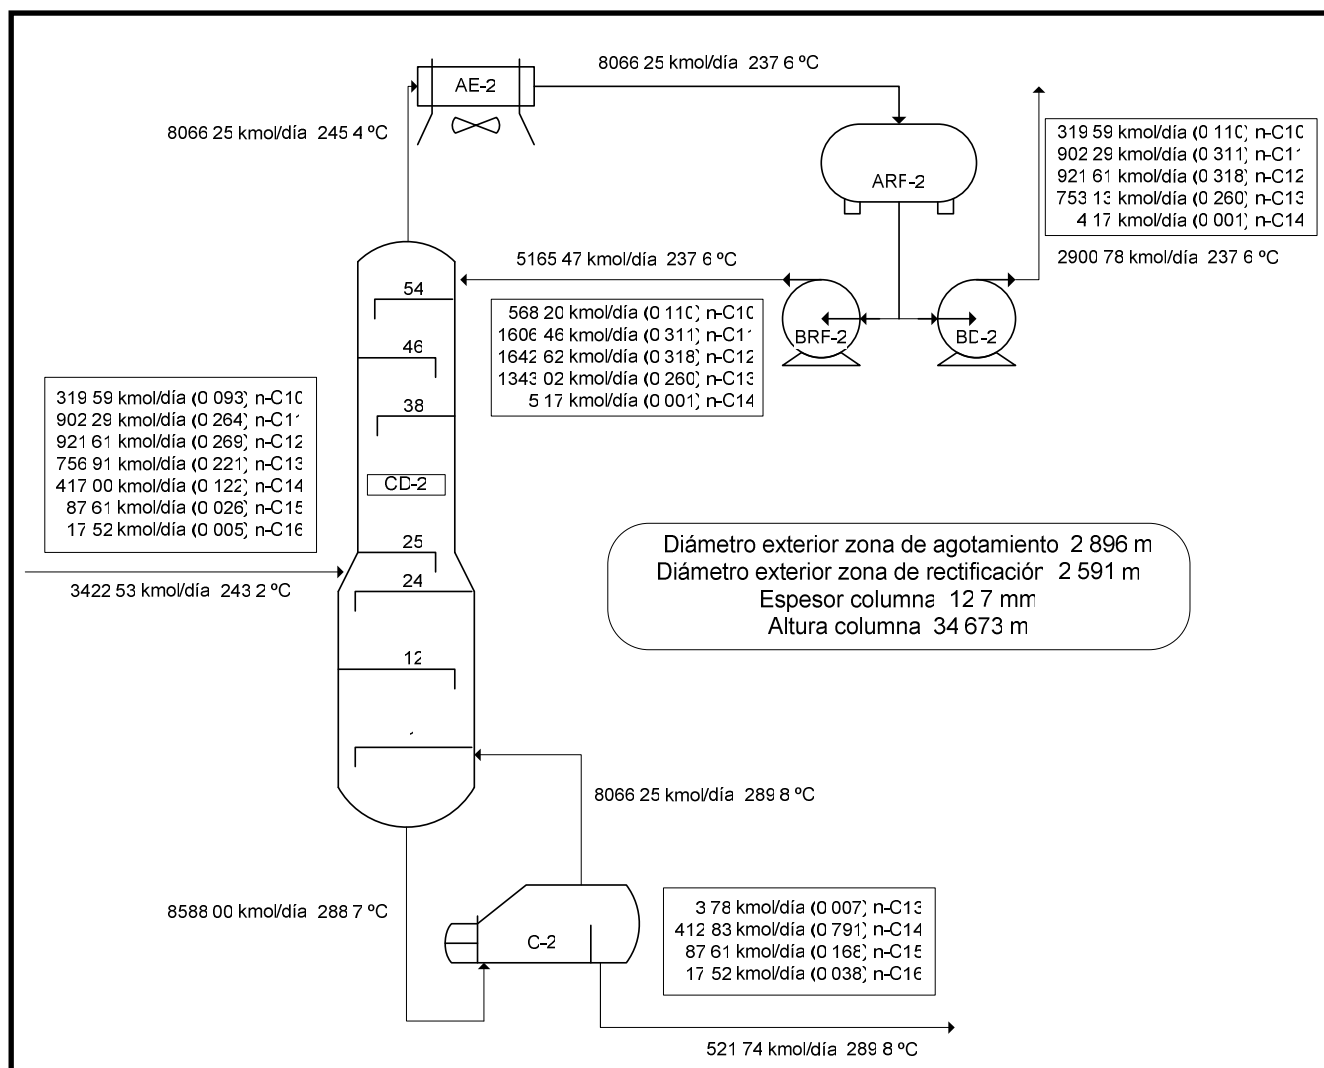 8066 25 kmol/día 237 6 ºC
AE-2
8066 25 kmol/día 245 4 ºC
319 59 kmol/día (0 110) n-C10
902 29 kmol/día (0 311) n-C11
921 61 kmol/día (0 318) n-C12
753 13 kmol/día (0 260) n-C13
4 17 kmol/día (0 001) n-C14
ARF-2
2900 78 kmol/día 237 6 ºC
5165 47 kmol/día 237 6 ºC
54
568 20 kmol/día (0 110) n-C10
1606 46 kmol/día (0 311) n-C11
1642 62 kmol/día (0 318) n-C12
1343 02 kmol/día (0 260) n-C13
5 17 kmol/día (0 001) n-C14
BRF-2
BD-2
46
38
319 59 kmol/día (0 093) n-C10
902 29 kmol/día (0 264) n-C11
921 61 kmol/día (0 269) n-C12
756 91 kmol/día (0 221) n-C13
417 00 kmol/día (0 122) n-C14
87 61 kmol/día (0 026) n-C15
17 52 kmol/día (0 005) n-C16
CD-2
25
3422 53 kmol/día 243 2 ºC
24
Diámetro exterior zona de agotamiento 2 896 m
Diámetro exterior zona de rectificación 2 591 m
Espesor columna 12 7 mm
Altura columna 34 673 m
12
8066 25 kmol/día 289 8 ºC
8588 00 kmol/día 288 7 ºC
C-2
3 78 kmol/día (0 007) n-C13
412 83 kmol/día (0 791) n-C14
87 61 kmol/día (0 168) n-C15
17 52 kmol/día (0 038) n-C16
521 74 kmol/día 289 8 ºC